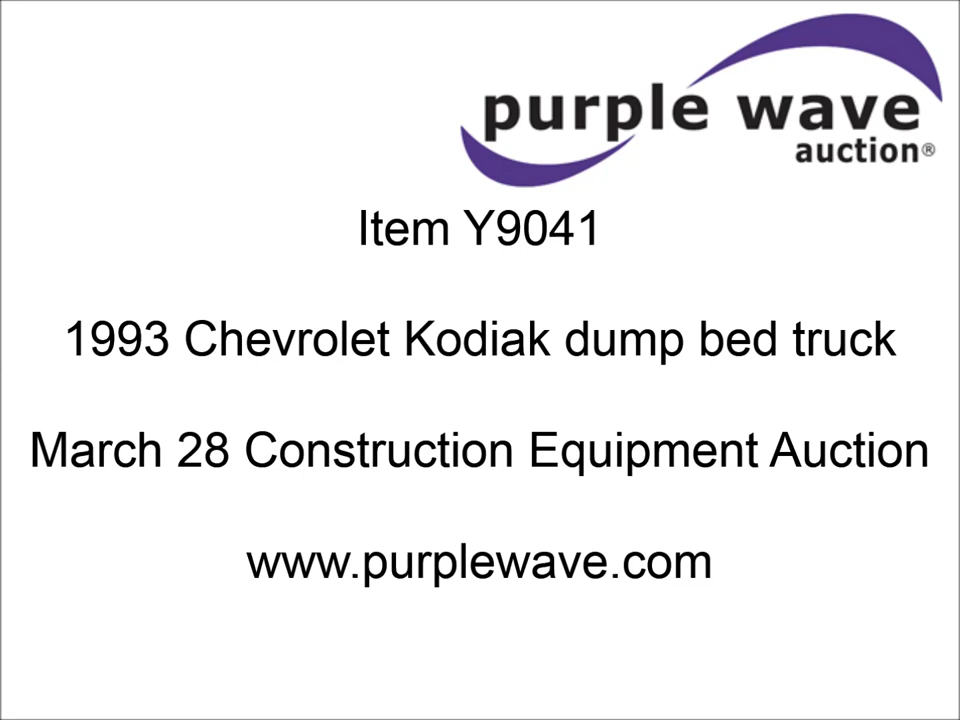 purple wave
auction®
Item Y9041
1993 Chevrolet Kodiak dump bed truck
March 28 Construction Equipment Auction
www.purplewave.com